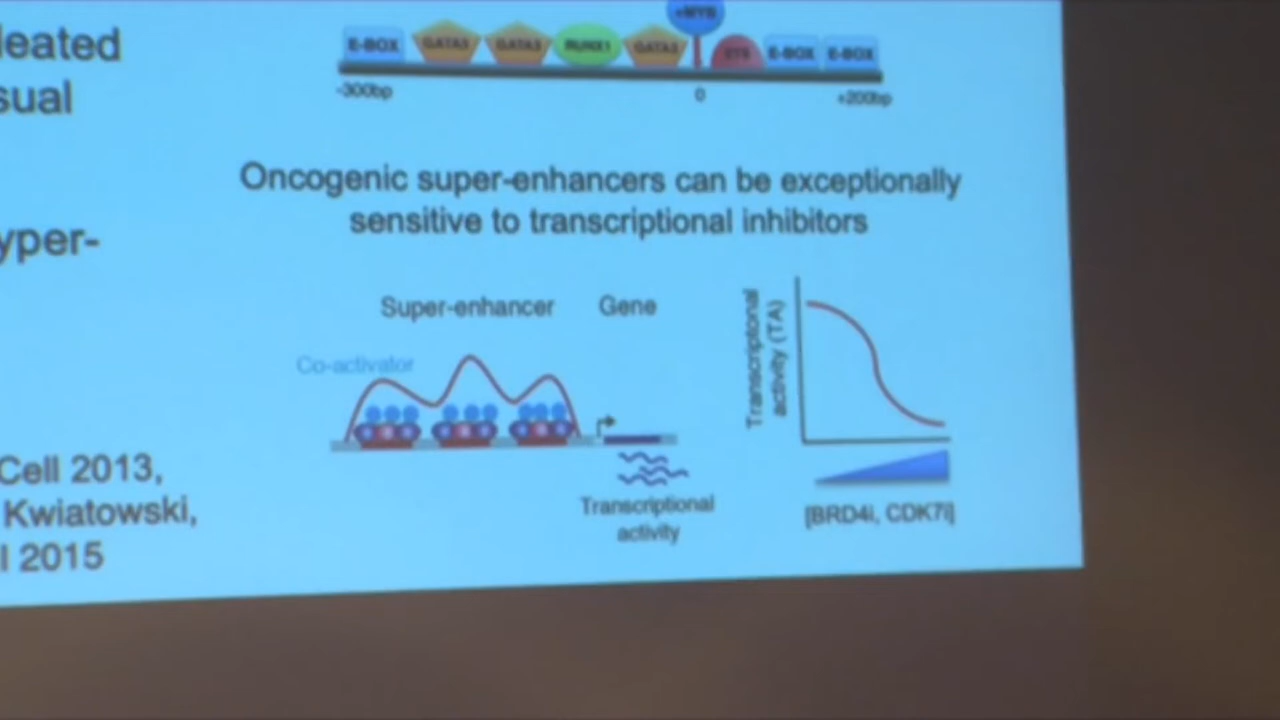 leated
sual
yper-
Cell 2013,
Kwiatowski,
l 2015
+MYB
E-BOX GATA3 GATA3 RUNX1 GATA3 ETS E-BOX E-BOX
-300bp 0 +200bp
Oncogenic super-enhancers can be exceptionally
sensitive to transcriptional inhibitors
Super-enhancer Gene
Co-activator
Transcriptional
activity
Transcriptional
activity (TA)
[BRD4i, CDK7i]